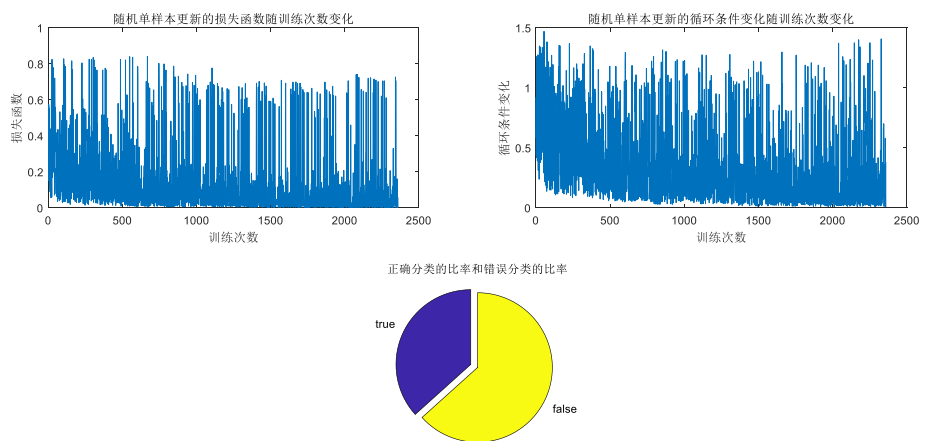 随机单样本更新的损失函数随训练次数变化
1
0.8
0.6
0.4
0.2
0
损失函数
0 500 1000 1500 2000 2500
训练次数
随机单样本更新的循环条件变化随训练次数变化
1.5
1
0.5
0
循环条件变化
0 500 1000 1500 2000 2500
训练次数
正确分类的比率和错误分类的比率
true
false